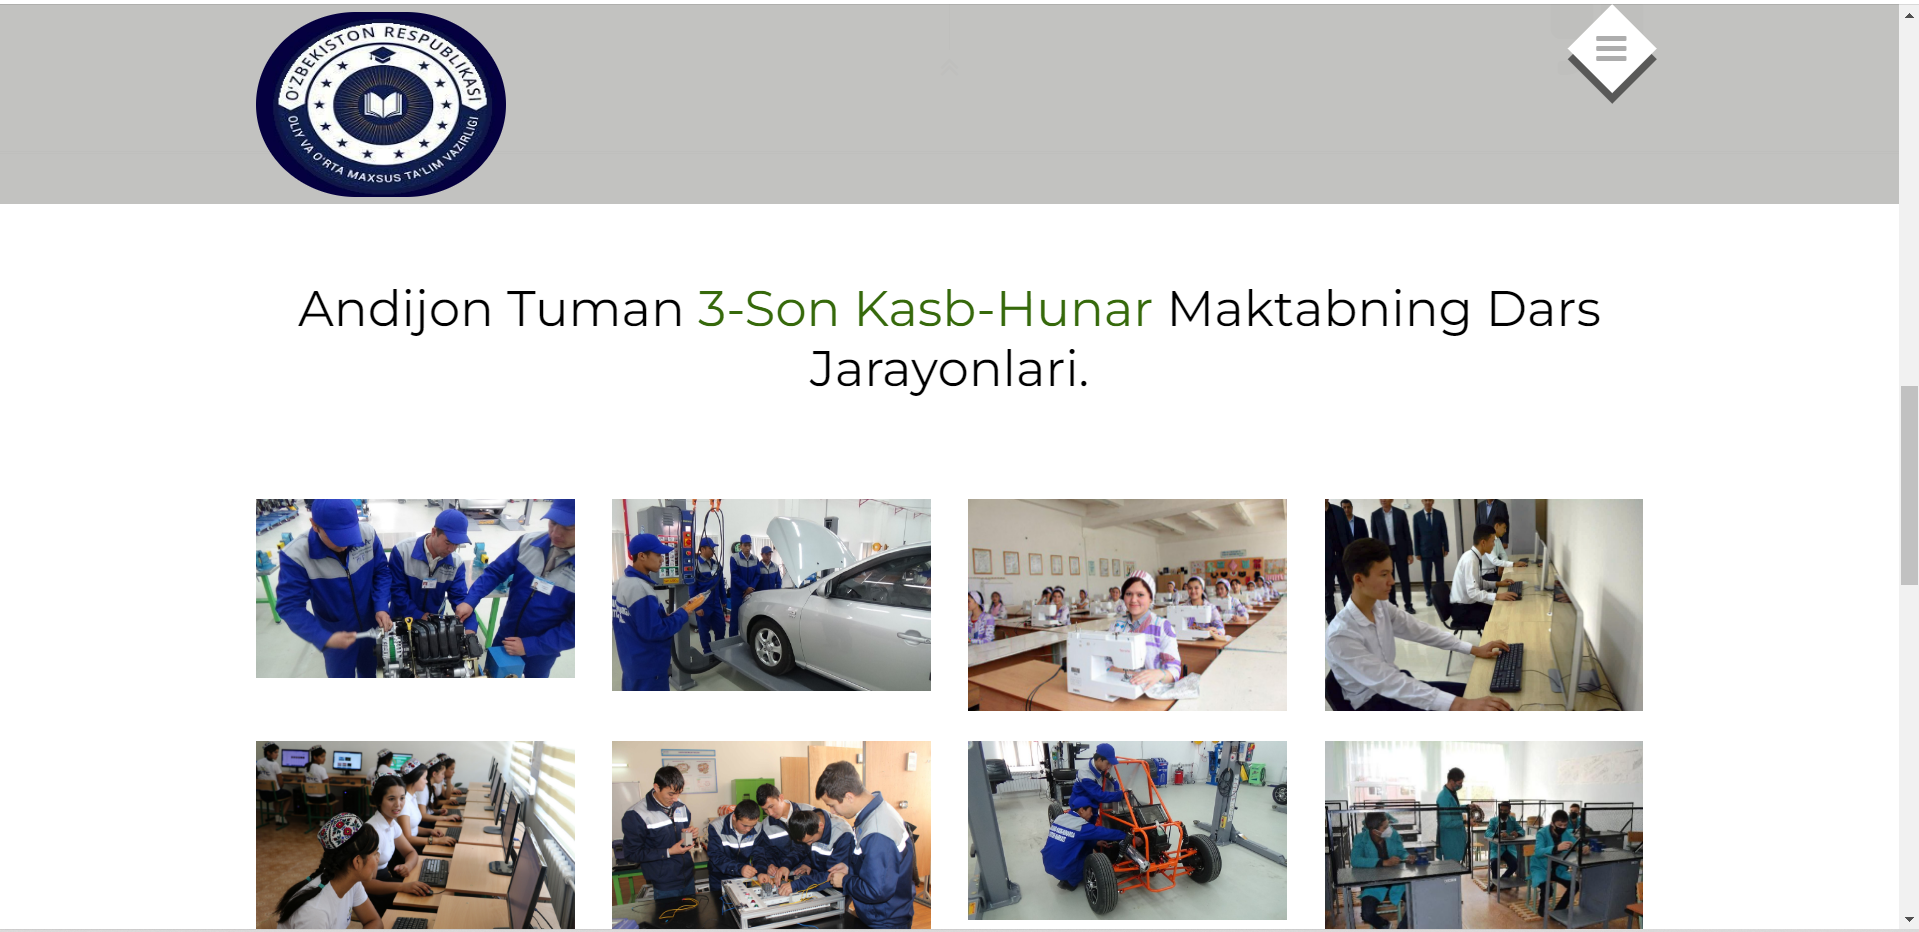 O'ZBEKISTON RESPUBLIKASI
OLIY VA O'RTA MAXSUS TA'LIM VAZIRLIGI
Andijon Tuman 3-Son Kasb-Hunar Maktabning Dars
Jarayonlari.